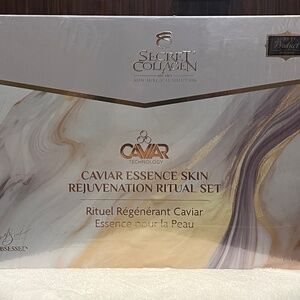 SECRET
COLLAGEN
CAVIAR
TECHNOLOGY
CAVIAR ESSENCE SKIN
REJUVENATION RITUAL SET
Rituel Régénérant Caviar
Essence pour la Peau